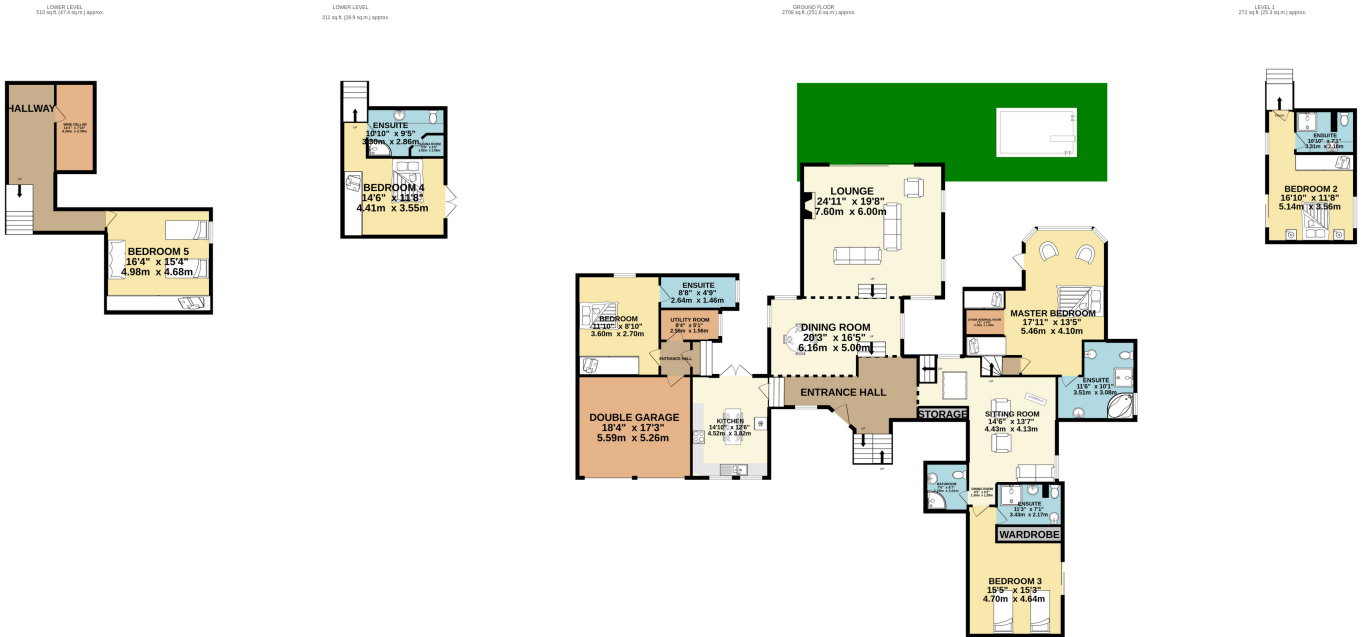 LOWER LEVEL
510 sq.ft. (47.4 sq.m.) approx.
LOWER LEVEL
311 sq.ft. (28.9 sq.m.) approx.
GROUND FLOOR
2708 sq.ft. (251.6 sq.m.) approx.
LEVEL 1
272 sq.ft. (25.3 sq.m.) approx.
HALLWAY
WINE CELLAR
UP
BEDROOM 5
16'4" x 15'4"
4.98m x 4.68m
UP
ENSUITE
10'10" x 9'5"
3.30m x 2.86m
BEDROOM 4
14'6" x 11'8"
4.41m x 3.55m
LOUNGE
24'11" x 19'8"
7.60m x 6.00m
UP
DINING ROOM
20'3" x 16'5"
6.16m x 5.00m
UP
ENSUITE
8'8" x 4'9"
2.64m x 1.46m
BEDROOM
11'10" x 8'10"
3.60m x 2.70m
UTILITY ROOM
8'4" x 5'1"
2.56m x 1.56m
ENTRANCE HALL
DOUBLE GARAGE
18'4" x 17'3"
5.59m x 5.26m
KITCHEN
14'10" x 12'6"
4.52m x 3.82m
ENTRANCE HALL
UP
UP
STORAGE
UP
UP
MASTER BEDROOM
17'11" x 13'5"
5.46m x 4.10m
ENSUITE
11'6" x 10'1"
3.51m x 3.08m
SITTING ROOM
14'6" x 13'7"
4.43m x 4.13m
BATHROOM
ENSUITE
11'3" x 7'1"
3.43m x 2.17m
WARDROBE
BEDROOM 3
15'5" x 15'3"
4.70m x 4.64m
DOWN
ENSUITE
10'10" x 7'1"
3.31m x 2.16m
BEDROOM 2
16'10" x 11'8"
5.14m x 3.56m